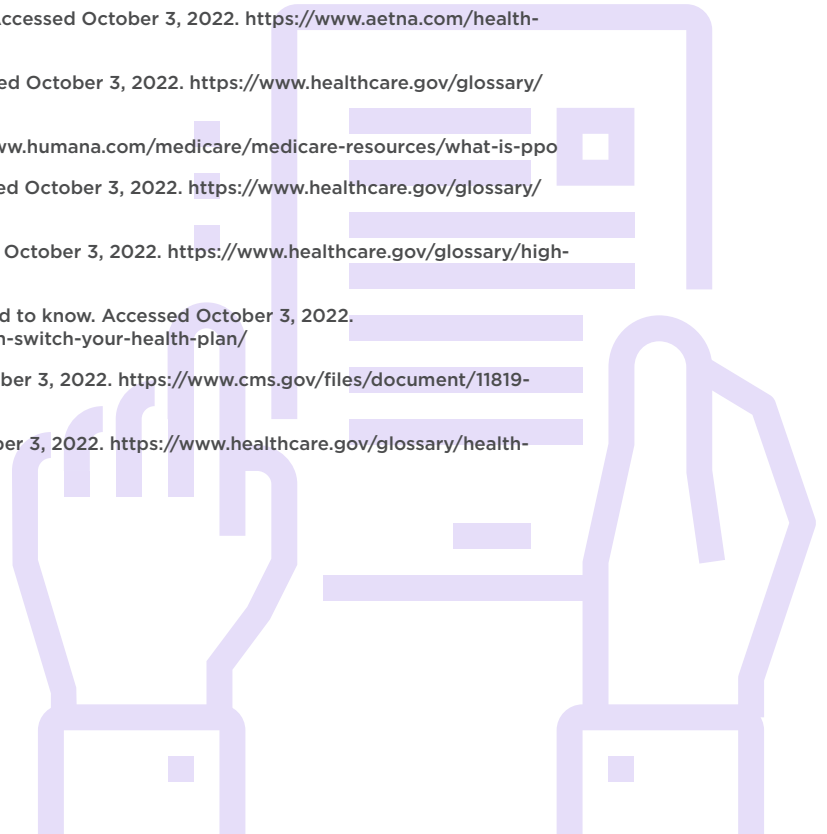 ccessed October 3, 2022. https://www.aetna.com/health-
ed October 3, 2022. https://www.healthcare.gov/glossary/
ww.humana.com/medicare/medicare-resources/what-is-ppo
ed October 3, 2022. https://www.healthcare.gov/glossary/
October 3, 2022. https://www.healthcare.gov/glossary/high-
d to know. Accessed October 3, 2022.
n-switch-your-health-plan/
ber 3, 2022. https://www.cms.gov/files/document/11819-
ber 3, 2022. https://www.healthcare.gov/glossary/health-